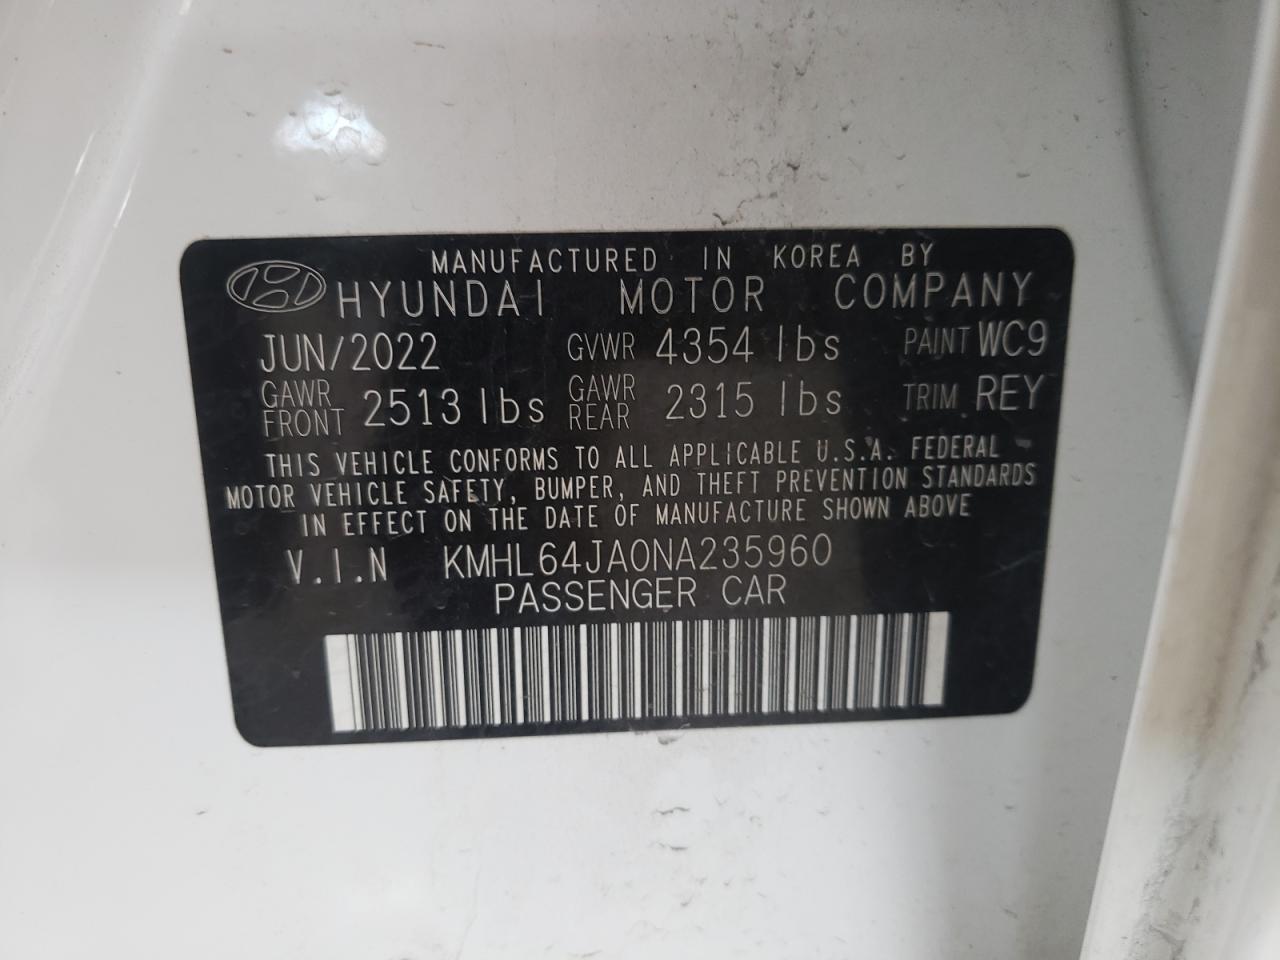 MANUFACTURED IN KOREA BY
HYUNDAI MOTOR COMPANY
JUN/2022 GVWR 4354 lbs PAINT WC9
GAWR FRONT 2513 lbs GAWR REAR 2315 lbs TRIM REY
THIS VEHICLE CONFORMS TO ALL APPLICABLE U.S.A. FEDERAL
MOTOR VEHICLE SAFETY, BUMPER, AND THEFT PREVENTION STANDARDS
IN EFFECT ON THE DATE OF MANUFACTURE SHOWN ABOVE
V.I.N KMHL64JA0NA235960
PASSENGER CAR